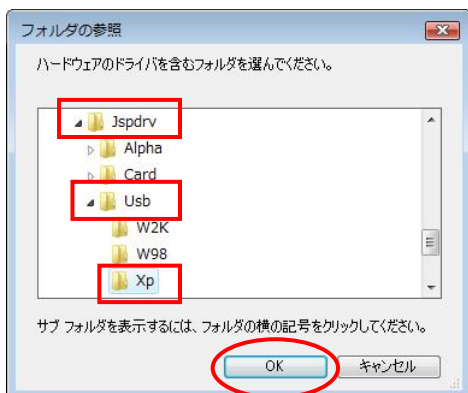 フォルダの参照
ハードウェアのドライバを含むフォルダを選んでください。
Jspdrv
Alpha
Card
Usb
W2K
W98
Xp
サブ フォルダを表示するには、フォルダの横の記号をクリックしてください。
OK キャンセル